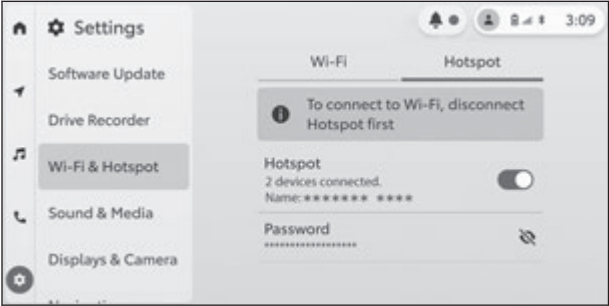 Settings
3:09
Wi-Fi
Hotspot
Software Update
To connect to Wi-Fi, disconnect
Hotspot first
Drive Recorder
Wi-Fi & Hotspot
Hotspot
2 devices connected.
Name:******* ****
Sound & Media
Password
*******************
Displays & Camera